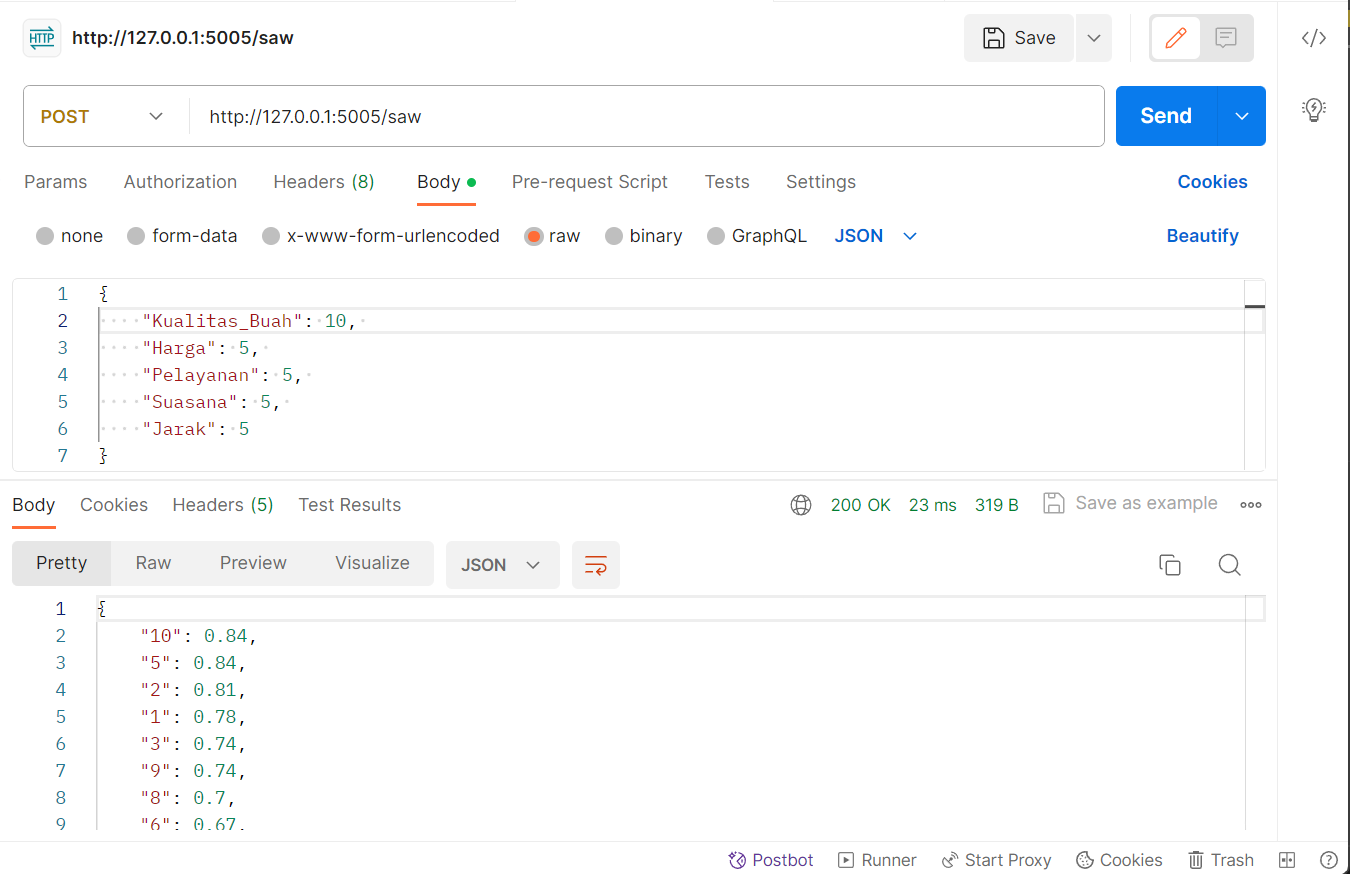 HTTP http://127.0.0.1:5005/saw Save
POST http://127.0.0.1:5005/saw Send
Params Authorization Headers (8) Body Pre-request Script Tests Settings Cookies
none form-data x-www-form-urlencoded raw binary GraphQL JSON Beautify
1 {
2 "Kualitas_Buah": 10,
3 "Harga": 5,
4 "Pelayanan": 5,
5 "Suasana": 5,
6 "Jarak": 5
7 }
Body Cookies Headers (5) Test Results 200 OK 23 ms 319 B Save as example
Pretty Raw Preview Visualize JSON
1 {
2 "10": 0.84,
3 "5": 0.84,
4 "2": 0.81,
5 "1": 0.78,
6 "3": 0.74,
7 "9": 0.74,
8 "8": 0.7,
9 "6": 0.67,
Postbot Runner Start Proxy Cookies Trash